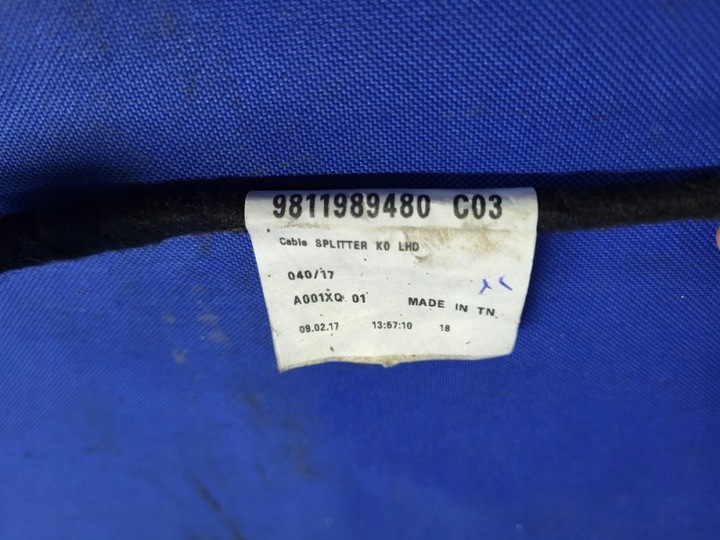 9811989480 C03
Cable SPLITTER K0 LHD
040/17
A001XQ 01 MADE IN TN
09.02.17 13:57:10 18